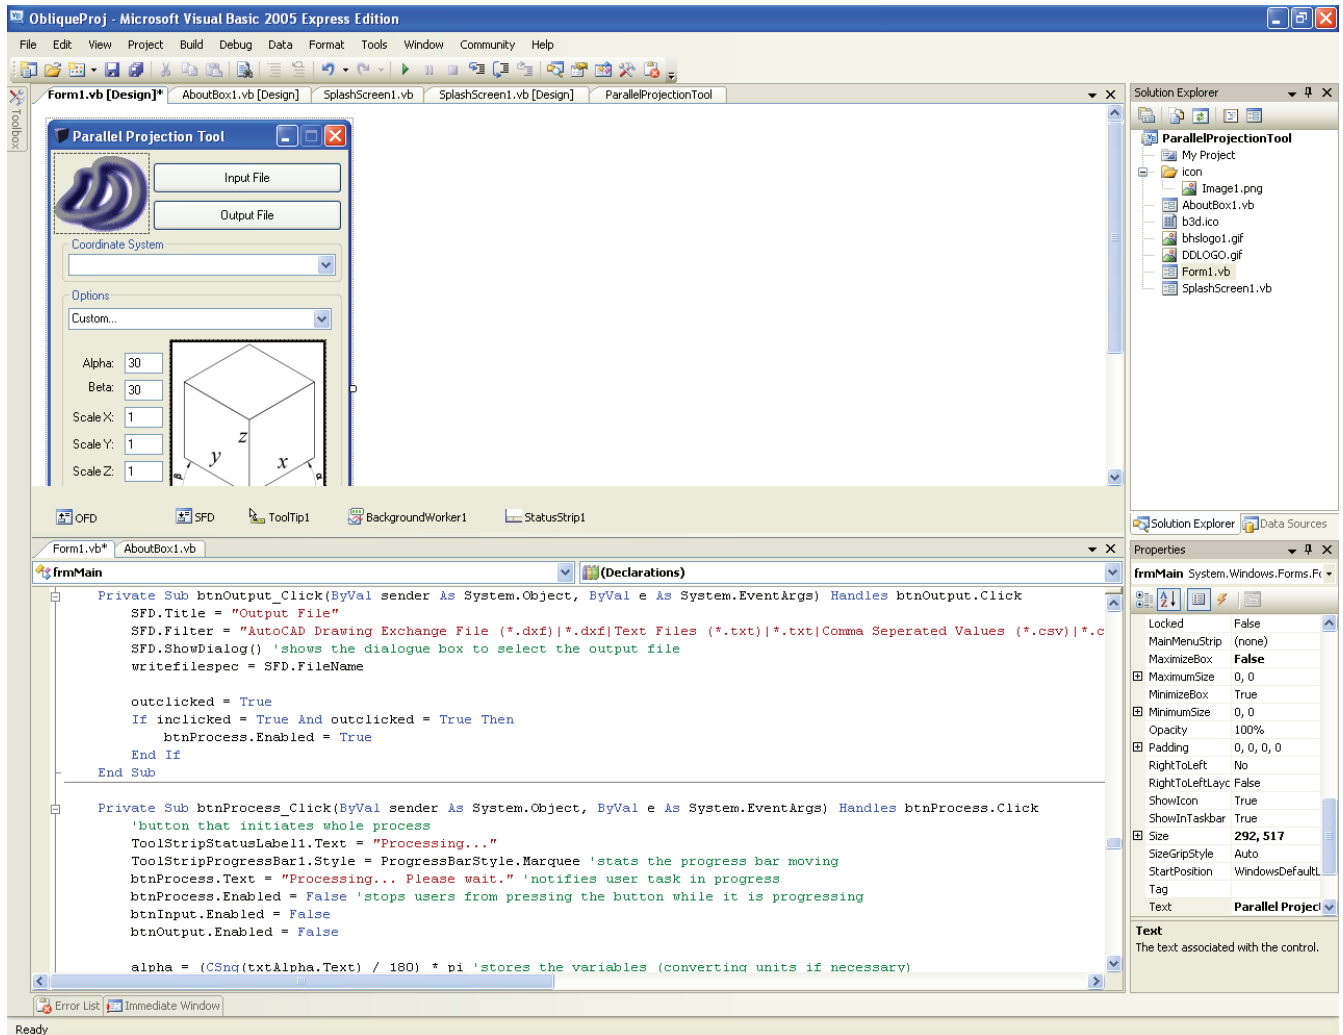 ObliqueProj - Microsoft Visual Basic 2005 Express Edition
File Edit View Project Build Debug Data Format Tools Window Community Help
Toolbox
Form1.vb [Design]* AboutBox1.vb [Design] SplashScreen1.vb SplashScreen1.vb [Design] ParallelProjectionTool
Parallel Projection Tool
Input File
Output File
Coordinate System
Options
Custom...
Alpha: 30
Beta: 30
Scale X: 1
Scale Y: 1
Scale Z: 1
z
y x
β α
OFD SFD ToolTip1 BackgroundWorker1 StatusStrip1
Form1.vb* AboutBox1.vb
frmMain (Declarations)
Private Sub btnOutput_Click(ByVal sender As System.Object, ByVal e As System.EventArgs) Handles btnOutput.Click
SFD.Title = "Output File"
SFD.Filter = "AutoCAD Drawing Exchange File (*.dxf)|*.dxf|Text Files (*.txt)|*.txt|Comma Seperated Values (*.csv)|*.c
SFD.ShowDialog() 'shows the dialogue box to select the output file
writefilespec = SFD.FileName
outclicked = True
If inclicked = True And outclicked = True Then
btnProcess.Enabled = True
End If
End Sub
Private Sub btnProcess_Click(ByVal sender As System.Object, ByVal e As System.EventArgs) Handles btnProcess.Click
'button that initiates whole process
ToolStripStatusLabel1.Text = "Processing..."
ToolStripProgressBar1.Style = ProgressBarStyle.Marquee 'stats the progress bar moving
btnProcess.Text = "Processing... Please wait." 'notifies user task in progress
btnProcess.Enabled = False 'stops users from pressing the button while it is progressing
btnInput.Enabled = False
btnOutput.Enabled = False
alpha = (CSng(txtAlpha.Text) / 180) * pi 'stores the variables (converting units if necessary)
Error List Immediate Window
Ready
Solution Explorer
ParallelProjectionTool
My Project
icon
Image1.png
AboutBox1.vb
b3d.ico
bhslogo1.gif
DDLOGO.gif
Form1.vb
SplashScreen1.vb
Solution Explorer Data Sources
Properties
frmMain System.Windows.Forms.Fo
Locked False
MainMenuStrip (none)
MaximizeBox False
MaximumSize 0, 0
MinimizeBox True
MinimumSize 0, 0
Opacity 100%
Padding 0, 0, 0, 0
RightToLeft No
RightToLeftLayc False
ShowIcon True
ShowInTaskbar True
Size 292, 517
SizeGripStyle Auto
StartPosition WindowsDefaultL
Tag
Text Parallel Project
Text
The text associated with the control.